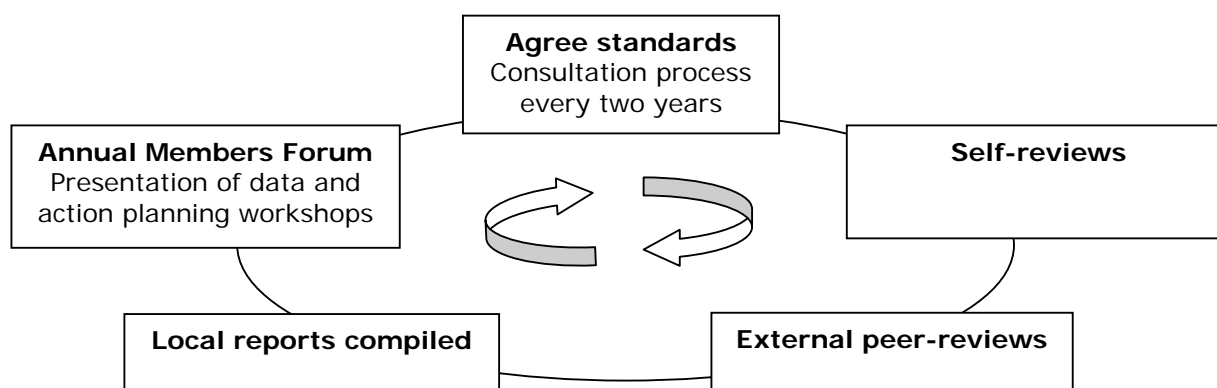 Agree standards
Consultation process
every two years
Self-reviews
External peer-reviews
Local reports compiled
Annual Members Forum
Presentation of data and
action planning workshops